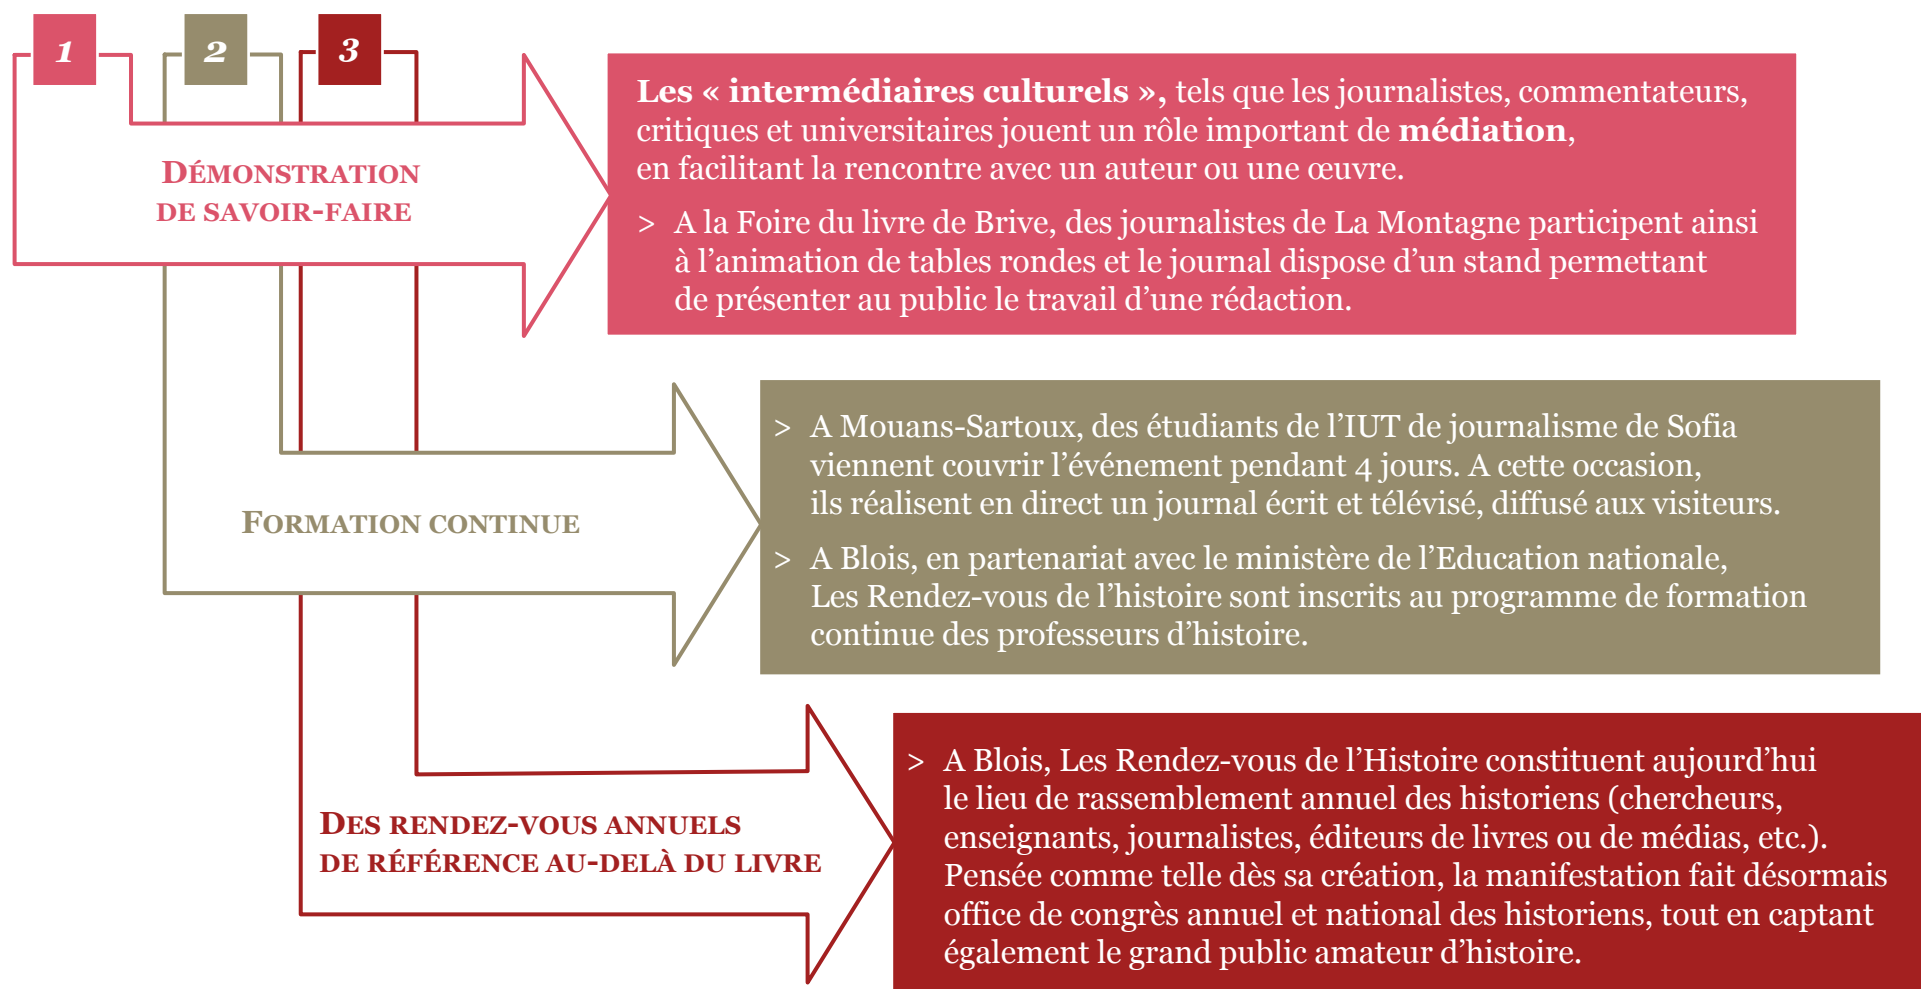 1
2
3
DÉMONSTRATION
DE SAVOIR-FAIRE
Les « intermédiaires culturels », tels que les journalistes, commentateurs,
critiques et universitaires jouent un rôle important de médiation,
en facilitant la rencontre avec un auteur ou une œuvre.
> A la Foire du livre de Brive, des journalistes de La Montagne participent ainsi
à l’animation de tables rondes et le journal dispose d’un stand permettant
de présenter au public le travail d’une rédaction.
FORMATION CONTINUE
> A Mouans-Sartoux, des étudiants de l’IUT de journalisme de Sofia
viennent couvrir l’événement pendant 4 jours. A cette occasion,
ils réalisent en direct un journal écrit et télévisé, diffusé aux visiteurs.
> A Blois, en partenariat avec le ministère de l’Education nationale,
Les Rendez-vous de l’histoire sont inscrits au programme de formation
continue des professeurs d’histoire.
DES RENDEZ-VOUS ANNUELS
DE RÉFÉRENCE AU-DELÀ DU LIVRE
> A Blois, Les Rendez-vous de l’Histoire constituent aujourd’hui
le lieu de rassemblement annuel des historiens (chercheurs,
enseignants, journalistes, éditeurs de livres ou de médias, etc.).
Pensée comme telle dès sa création, la manifestation fait désormais
office de congrès annuel et national des historiens, tout en captant
également le grand public amateur d’histoire.